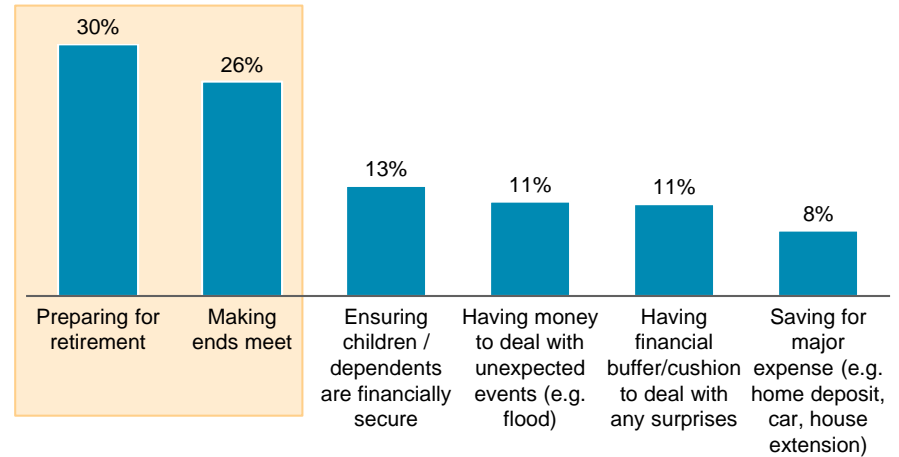 30%
26%
13%
11%
11%
8%
Preparing for
retirement
Making
ends meet
Ensuring
children /
dependents
are financially
secure
Having money
to deal with
unexpected
events (e.g.
flood)
Having
financial
buffer/cushion
to deal with
any surprises
Saving for
major
expense (e.g.
home deposit,
car, house
extension)